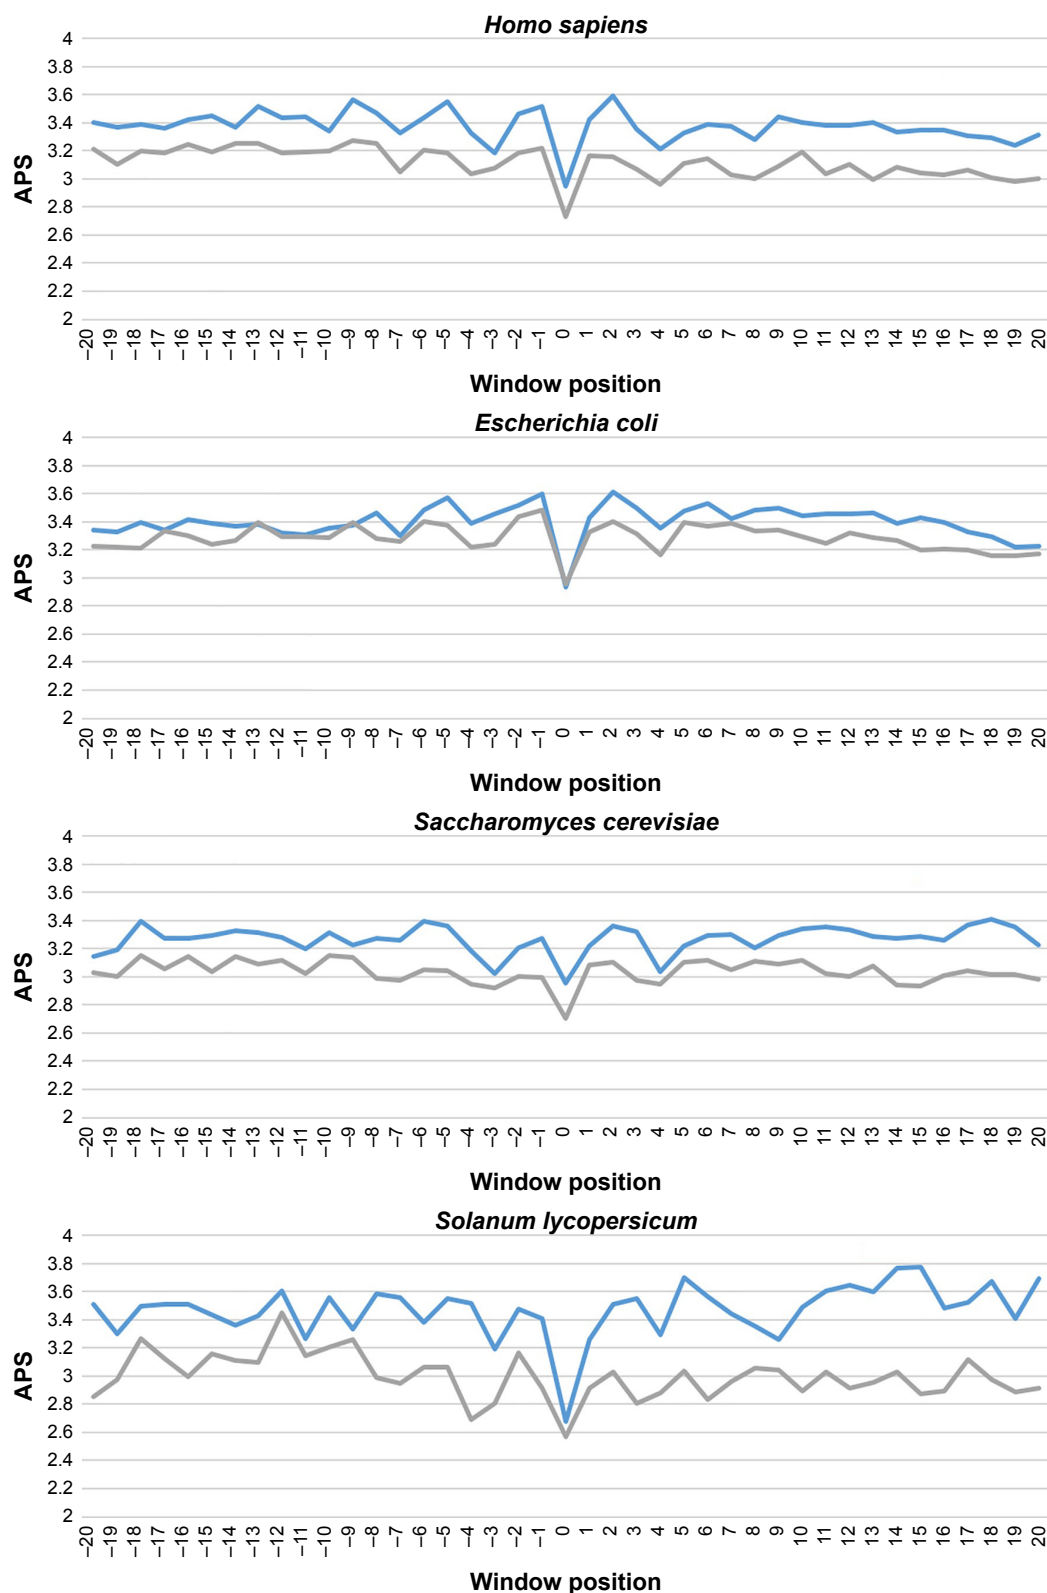 Homo sapiens
4
3.8
3.6
3.4
3.2
3
2.8
2.6
2.4
2.2
2
APS
–20 –19 –18 –17 –16 –15 –14 –13 –12 –11 –10 –9 –8 –7 –6 –5 –4 –3 –2 –1 0 1 2 3 4 5 6 7 8 9 10 11 12 13 14 15 16 17 18 19 20
Window position
Escherichia coli
4
3.8
3.6
3.4
3.2
3
2.8
2.6
2.4
2.2
2
APS
–20 –19 –18 –17 –16 –15 –14 –13 –12 –11 –10 –9 –8 –7 –6 –5 –4 –3 –2 –1 0 1 2 3 4 5 6 7 8 9 10 11 12 13 14 15 16 17 18 19 20
Window position
Saccharomyces cerevisiae
4
3.8
3.6
3.4
3.2
3
2.8
2.6
2.4
2.2
2
APS
–20 –19 –18 –17 –16 –15 –14 –13 –12 –11 –10 –9 –8 –7 –6 –5 –4 –3 –2 –1 0 1 2 3 4 5 6 7 8 9 10 11 12 13 14 15 16 17 18 19 20
Window position
Solanum lycopersicum
4
3.8
3.6
3.4
3.2
3
2.8
2.6
2.4
2.2
2
APS
–20 –19 –18 –17 –16 –15 –14 –13 –12 –11 –10 –9 –8 –7 –6 –5 –4 –3 –2 –1 0 1 2 3 4 5 6 7 8 9 10 11 12 13 14 15 16 17 18 19 20
Window position